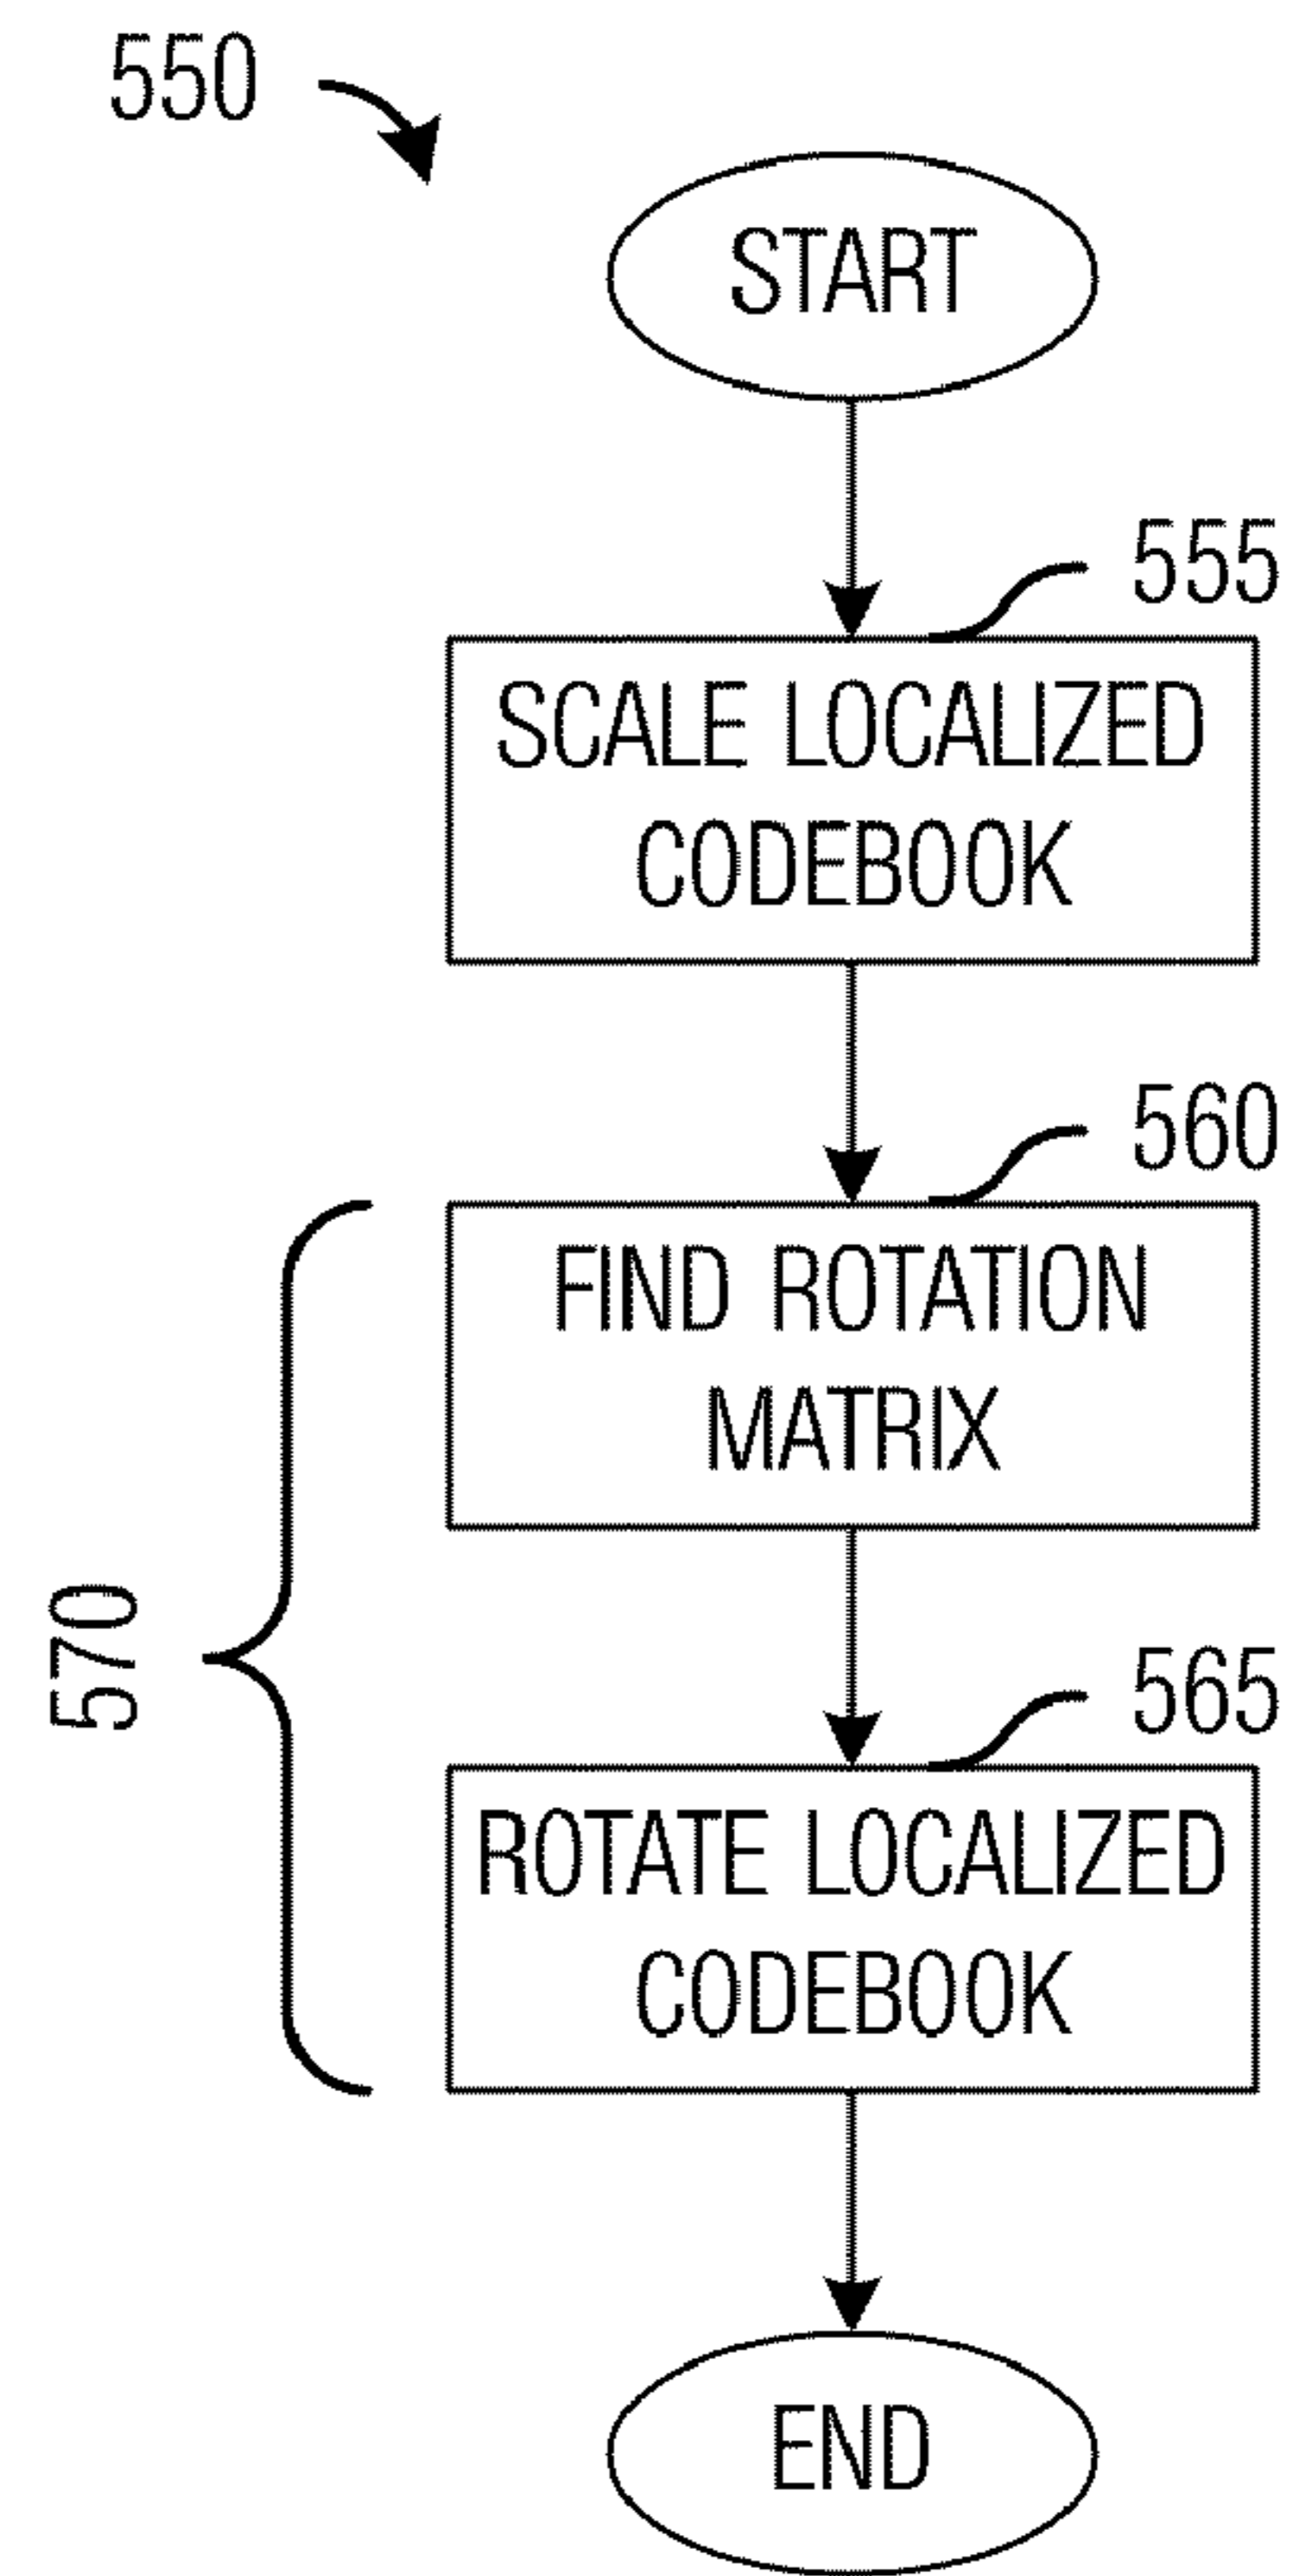 550
START
555
SCALE LOCALIZED
CODEBOOK
560
FIND ROTATION
MATRIX
570
565
ROTATE LOCALIZED
CODEBOOK
END